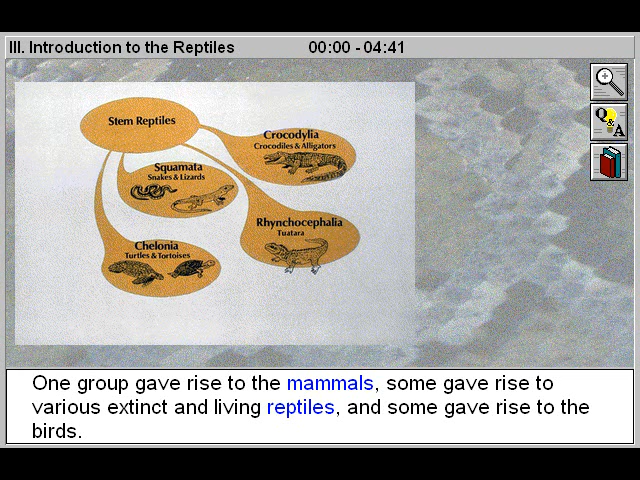 III. Introduction to the Reptiles 00:00 - 04:41
Stem Reptiles
Crocodylia
Crocodiles & Alligators
Squamata
Snakes & Lizards
Rhynchocephalia
Tuatara
Chelonia
Turtles & Tortoises
Q&A
One group gave rise to the mammals, some gave rise to
various extinct and living reptiles, and some gave rise to the
birds.